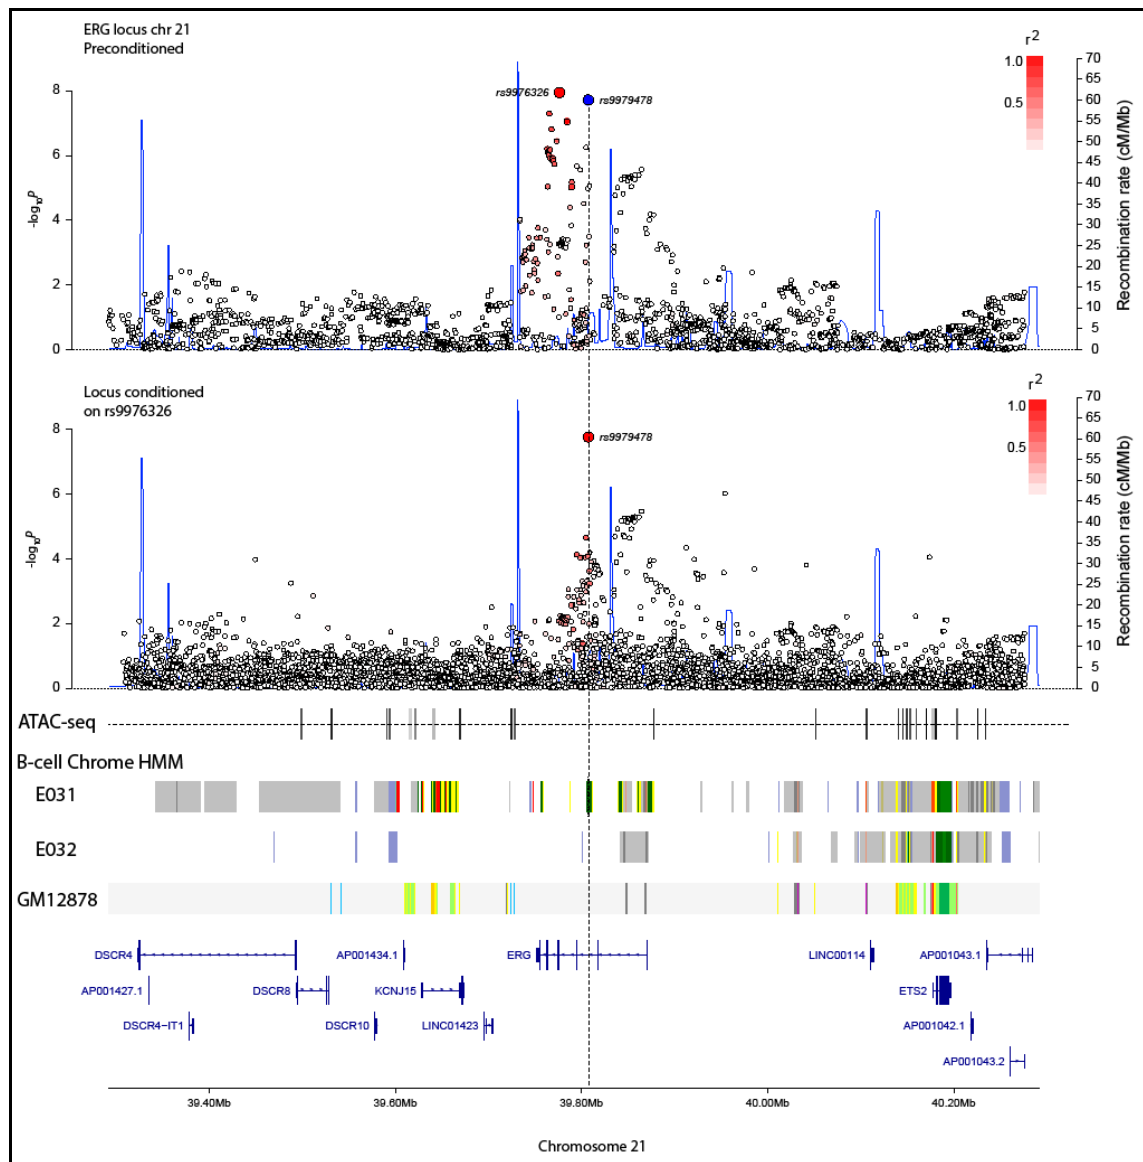 ERG locus chr 21
Preconditioned
r2
1.0
0.5
70
65
60
55
50
45
40
35
30
25
20
15
10
5
0
Recombination rate (cM/Mb)
8
6
4
2
0
-log10P
rs9976326
rs9979478
Locus conditioned
on rs9976326
r2
1.0
0.5
70
65
60
55
50
45
40
35
30
25
20
15
10
5
0
Recombination rate (cM/Mb)
8
6
4
2
0
-log10P
rs9979478
ATAC-seq
B-cell Chrome HMM
E031
E032
GM12878
DSCR4 AP001434.1 ERG LINC00114 AP001043.1
AP001427.1 DSCR8 KCNJ15 ETS2
DSCR4-IT1 DSCR10 LINC01423 AP001042.1
AP001043.2
39.40Mb 39.60Mb 39.80Mb 40.00Mb 40.20Mb
Chromosome 21